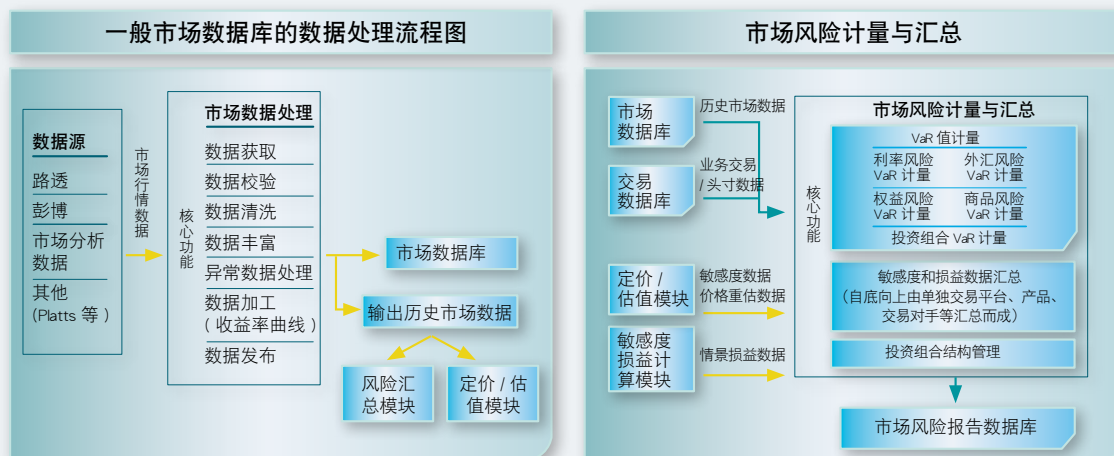 一般市场数据库的数据处理流程图
数据源
路透
彭博
市场分析
数据
其他
(Platts 等 )
市场行情数据
核心功能
市场数据处理
数据获取
数据校验
数据清洗
数据丰富
异常数据处理
数据加工
( 收益率曲线 )
数据发布
市场数据库
输出历史市场数据
风险汇
总模块
定价 / 估
值模块
市场风险计量与汇总
市场
数据库
历史市场数据
交易
数据库
业务交易
/ 头寸数据
定价 /
估值模块
敏感度数据
价格重估数据
敏感度
损益计
算模块
情景损益数据
核心功能
市场风险计量与汇总
VaR 值计量
利率风险
VaR 计量
外汇风险
VaR 计量
权益风险
VaR 计量
商品风险
VaR 计量
投资组合 VaR 计量
敏感度和损益数据汇总
（自底向上由单独交易平台、产品、
交易对手等汇总而成）
投资组合结构管理
市场风险报告数据库